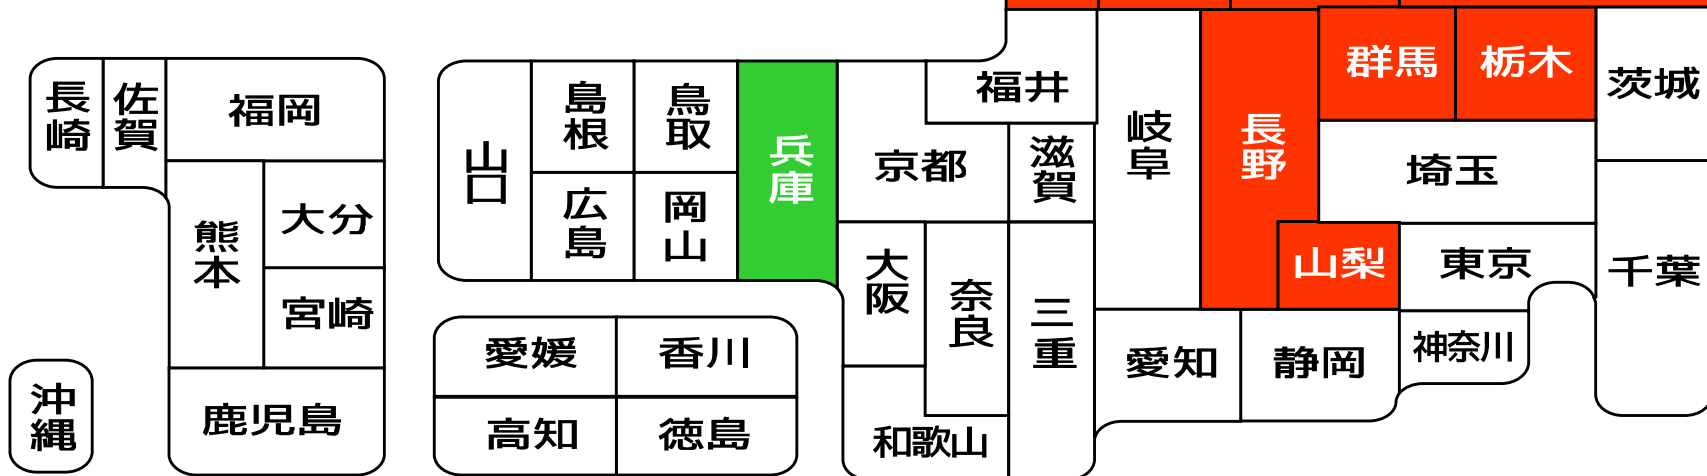 長崎
佐賀
福岡
熊本
大分
宮崎
鹿児島
沖縄
山口
島根
鳥取
広島
岡山
兵庫
京都
福井
滋賀
大阪
奈良
和歌山
三重
岐阜
長野
山梨
愛知
静岡
群馬
栃木
埼玉
東京
神奈川
茨城
千葉
愛媛
香川
高知
徳島